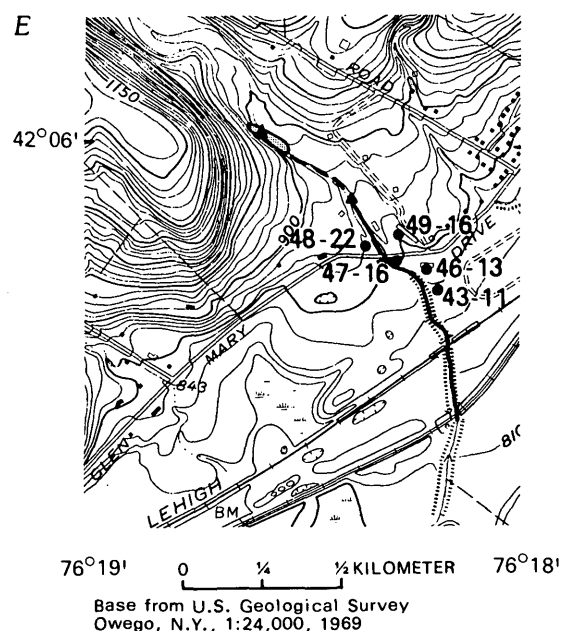 E
1150
ROAD
42°06'
900
49-16
48-22
DRIVE
47-16
46-13
43-11
MARY
843
GLEN
LEHIGH
BM
810
76°19'
0 ¼ ½ KILOMETER
76°18'
Base from U.S. Geological Survey
Owego, N.Y., 1:24,000, 1969